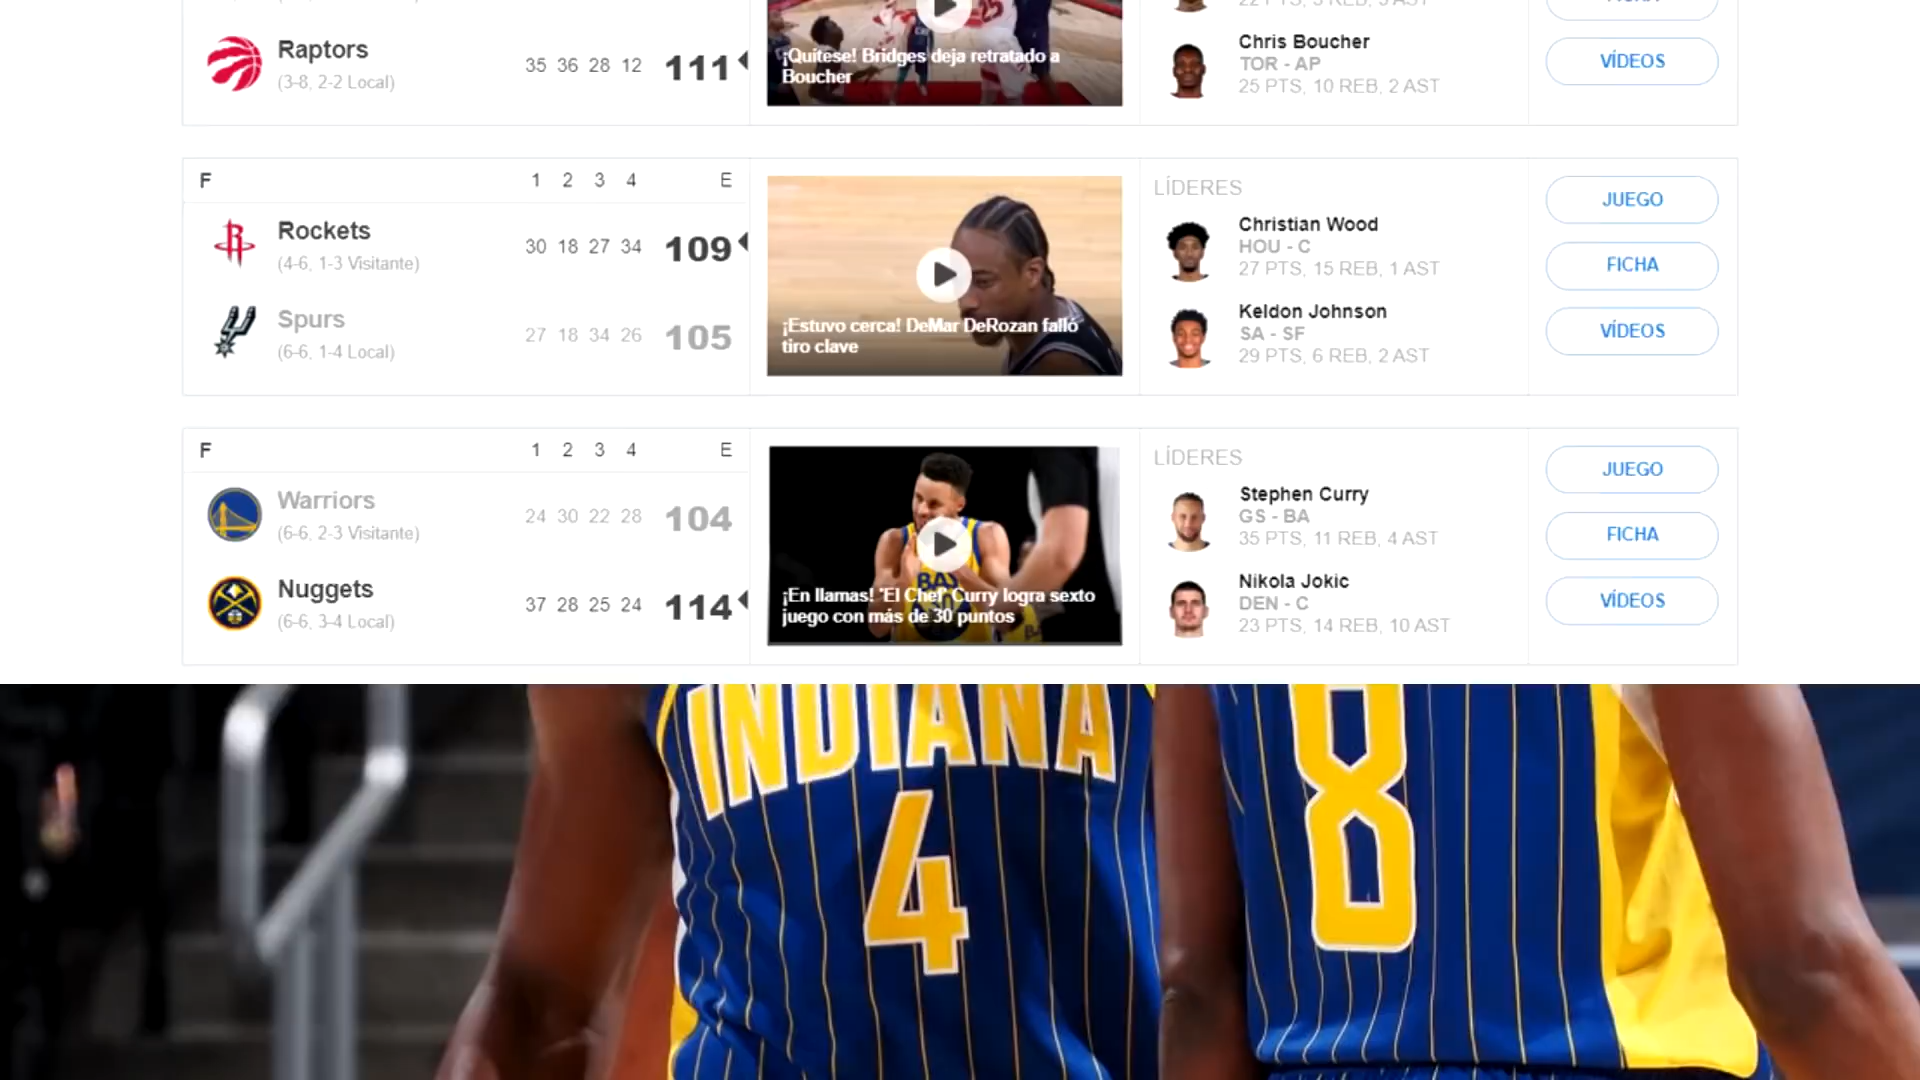 Raptors
(3-8, 2-2 Local)
35 36 28 12 111
¡Quítese! Bridges deja retratado a
Boucher
Chris Boucher
TOR - AP
25 PTS, 10 REB, 2 AST
VÍDEOS
F 1 2 3 4 E
Rockets
(4-6, 1-3 Visitante)
30 18 27 34 109
Spurs
(6-6, 1-4 Local)
27 18 34 26 105
¡Estuvo cerca! DeMar DeRozan falló
tiro clave
LÍDERES
Christian Wood
HOU - C
27 PTS, 15 REB, 1 AST
Keldon Johnson
SA - SF
29 PTS, 6 REB, 2 AST
JUEGO
FICHA
VÍDEOS
F 1 2 3 4 E
Warriors
(6-6, 2-3 Visitante)
24 30 22 28 104
Nuggets
(6-6, 3-4 Local)
37 28 25 24 114
¡En llamas! 'El Chef' Curry logra sexto
juego con más de 30 puntos
LÍDERES
Stephen Curry
GS - BA
35 PTS, 11 REB, 4 AST
Nikola Jokic
DEN - C
23 PTS, 14 REB, 10 AST
JUEGO
FICHA
VÍDEOS
INDIANA
4
8